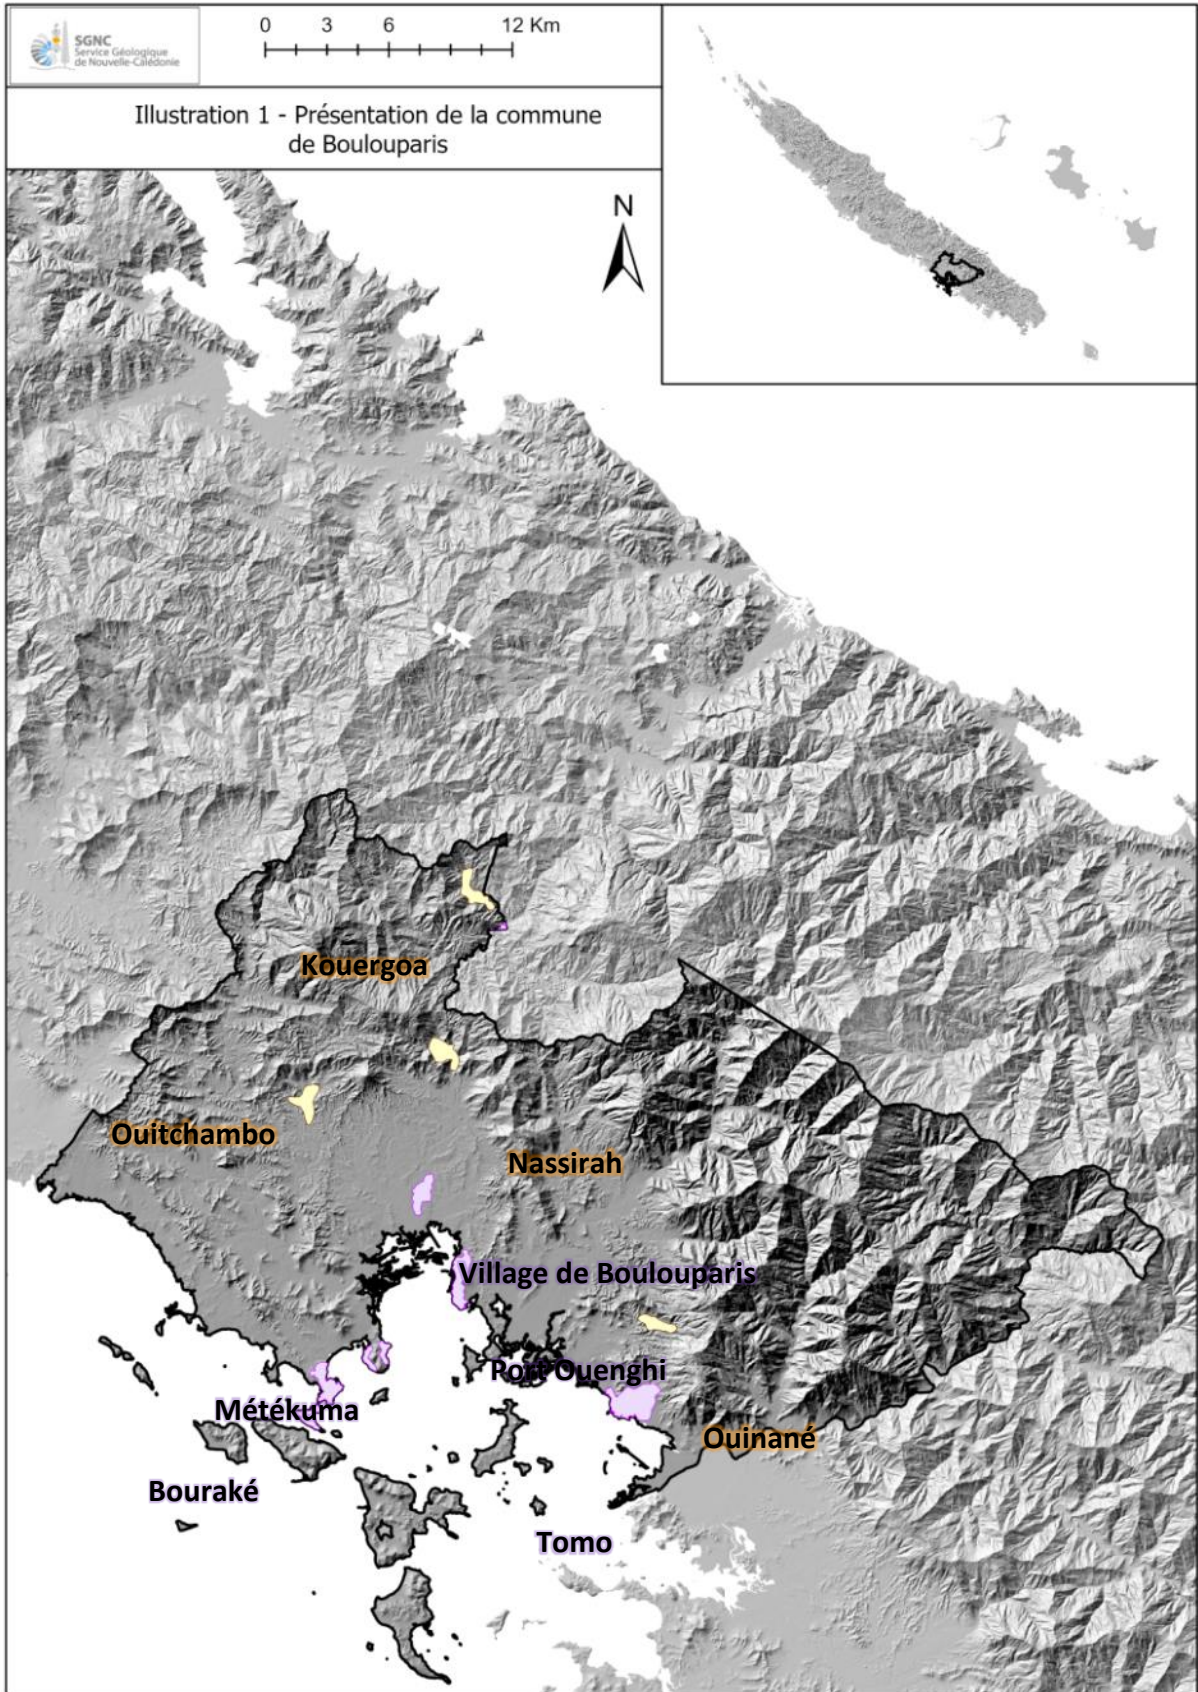 SGNC
Service Géologique
de Nouvelle-Calédonie
0 3 6 12 Km
Illustration 1 - Présentation de la commune
de Boulouparis
N
Kouergoa
Ouitchambo
Nassirah
Village de Boulouparis
Port Ouenghi
Métékuma
Ouinané
Bouraké
Tomo